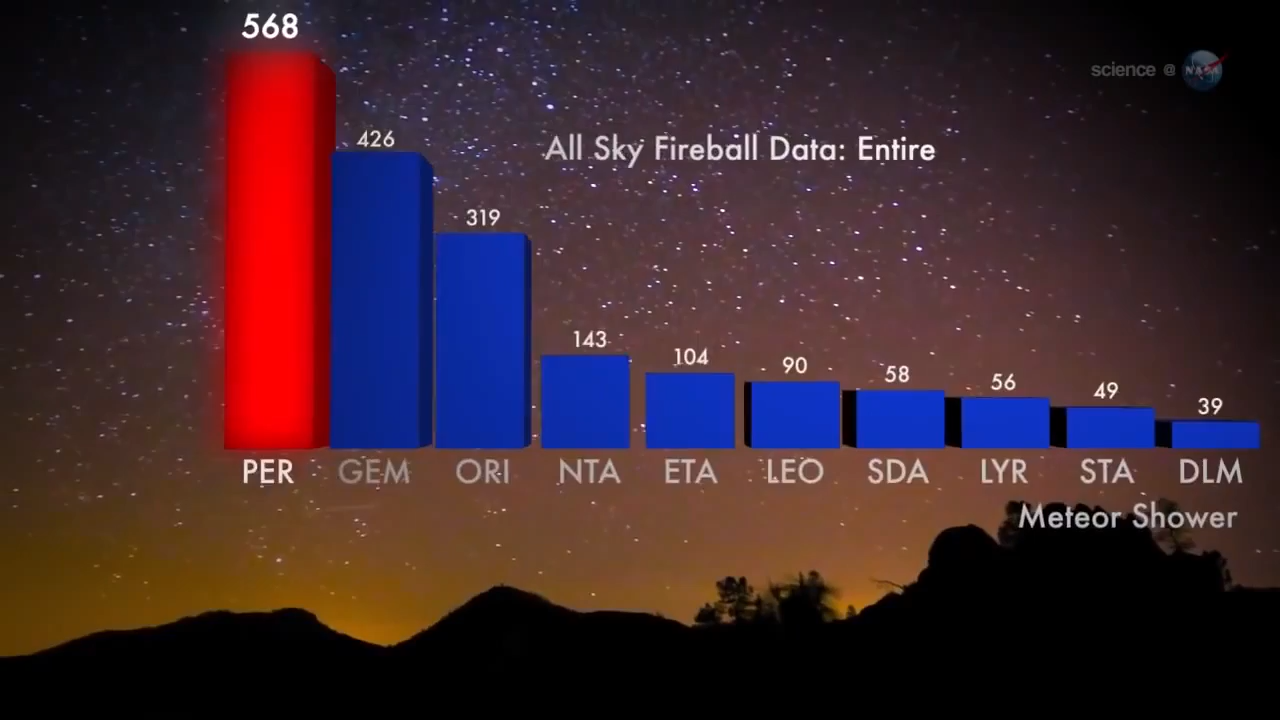 568
science @ NASA
426
All Sky Fireball Data: Entire
319
143
104
90
58
56
49
39
PER GEM ORI NTA ETA LEO SDA LYR STA DLM
Meteor Shower